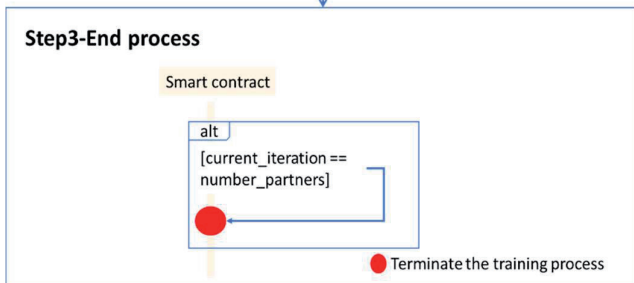 Step3-End process
Smart contract
alt
[current_iteration ==
number_partners]
Terminate the training process